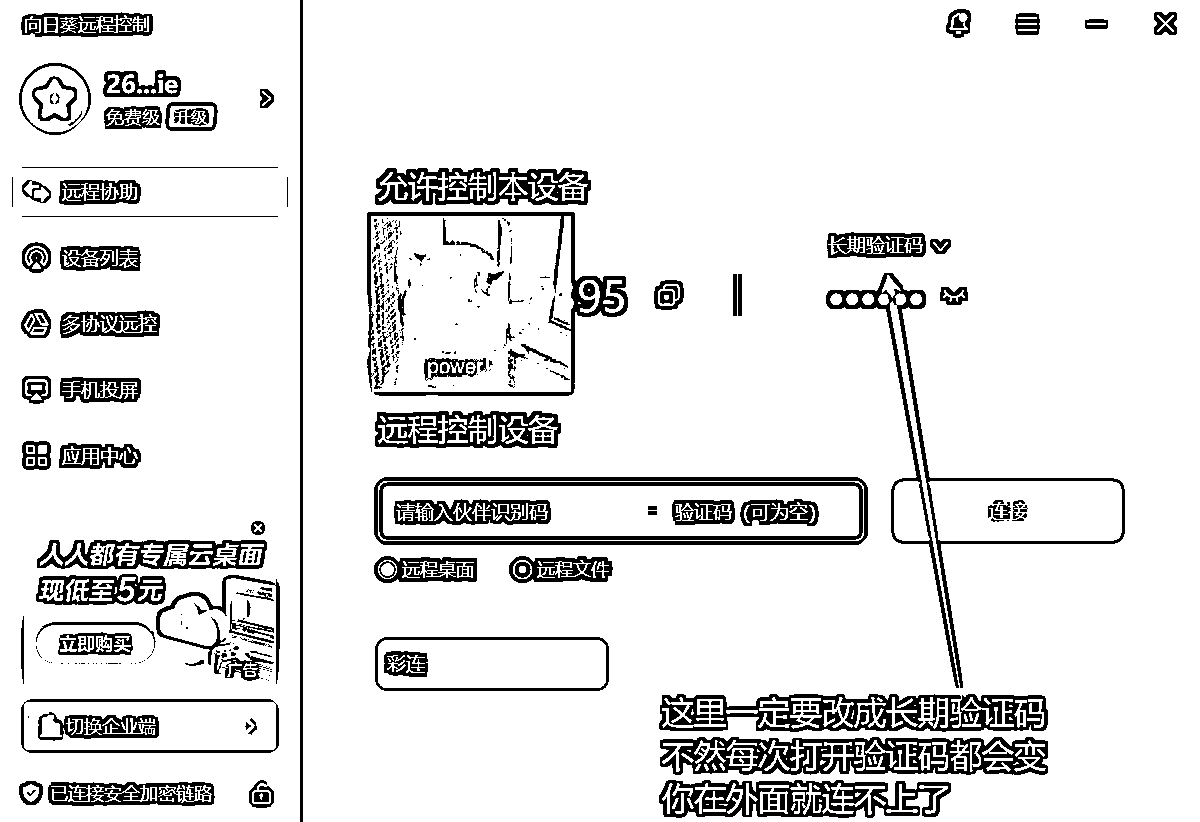 向日葵远程控制
26...ie
免费级 升级
远程协助
设备列表
多协议远控
手机投屏
应用中心
人人都有专属云桌面
现低至5元
立即购买
广告
切换企业端
已连接安全加密链路
允许控制本设备
power!
95
长期验证码
远程控制设备
请输入伙伴识别码
验证码 (可为空)
连接
远程桌面 远程文件
彩连
这里一定要改成长期验证码
不然每次打开验证码都会变
你在外面就连不上了